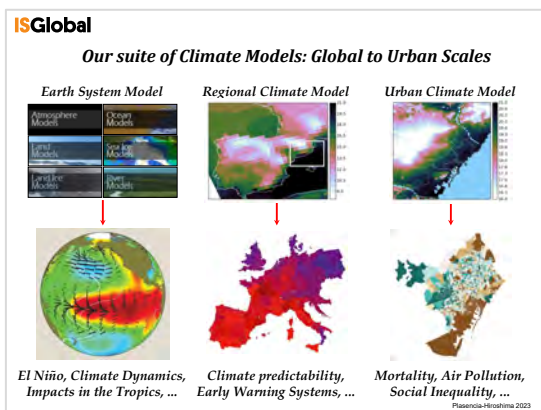 ISGlobal
Our suite of Climate Models: Global to Urban Scales
Earth System Model
Regional Climate Model
Urban Climate Model
Atmosphere Models
Ocean Models
Land Models
Sea Ice Models
Land Ice Models
River Models
El Niño, Climate Dynamics,
Impacts in the Tropics, ...
Climate predictability,
Early Warning Systems, ...
Mortality, Air Pollution,
Social Inequality, ...
Plasencia-Hiroshima 2023